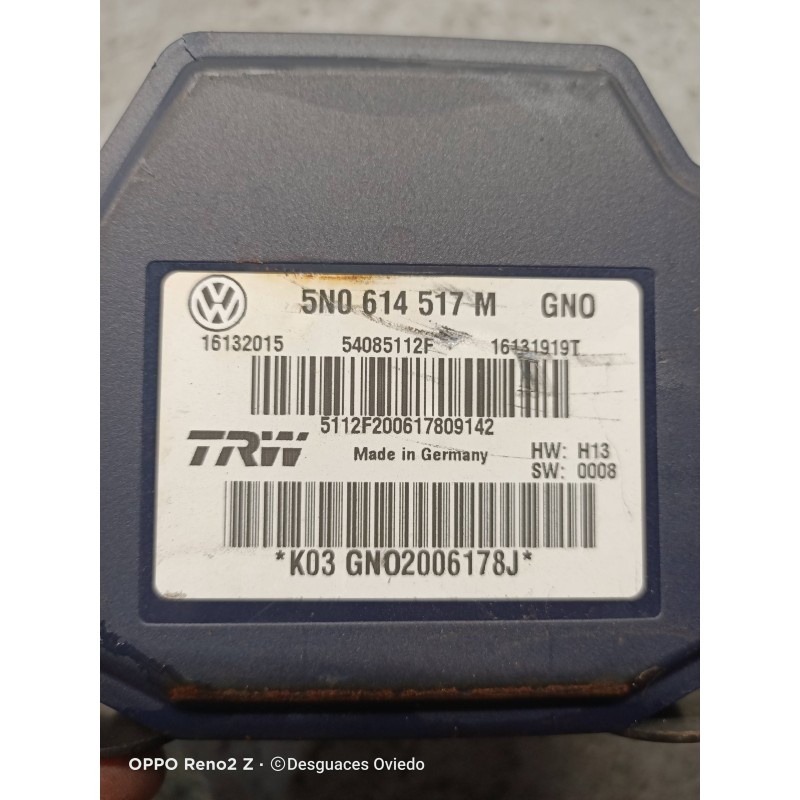 5N0 614 517 M GNO
16132015 54085112F 16131919T
5112F200617809142
TRW Made in Germany HW: H13
SW: 0008
*K03 GNO2006178J*
OPPO Reno2 Z · ©Desguaces Oviedo